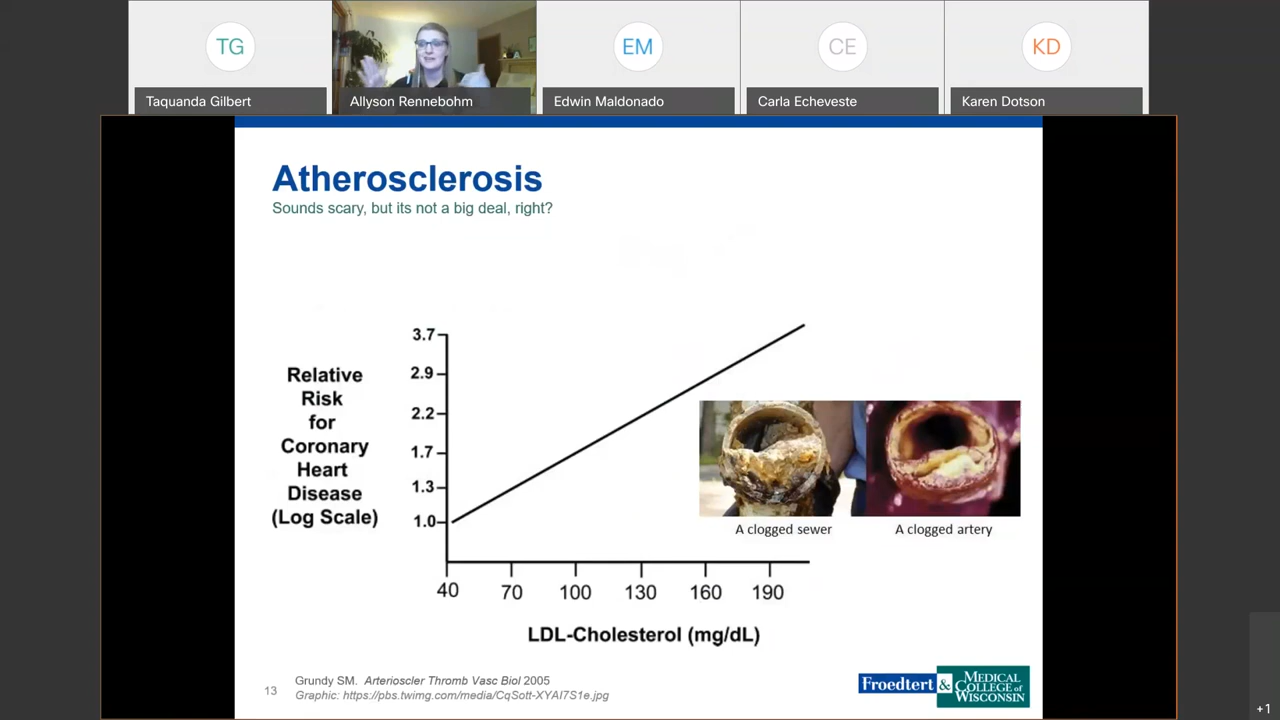 TG
EM
CE
KD
Taquanda Gilbert
Allyson Rennebohm
Edwin Maldonado
Carla Echeveste
Karen Dotson
Atherosclerosis
Sounds scary, but its not a big deal, right?
3.7
2.9
2.2
1.7
1.3
1.0
Relative
Risk
for
Coronary
Heart
Disease
(Log Scale)
A clogged sewer
A clogged artery
40 70 100 130 160 190
LDL-Cholesterol (mg/dL)
13
Grundy SM. Arterioscler Thromb Vasc Biol 2005
Graphic: https://pbs.twimg.com/media/CqSott-XYAI7S1e.jpg
Froedtert & MEDICAL
COLLEGE of
WISCONSIN
+1